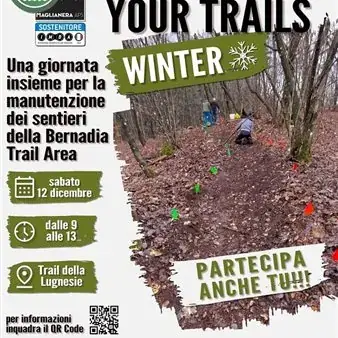 YOUR TRAILS
MAGLIANERA APS
SOSTENITORE
WINTER
Una giornata
insieme per la
manutenzione
dei sentieri
della Bernadia
Trail Area
sabato
12 dicembre
dalle 9
alle 13
Trail della
Lugnesie
PARTECIPA
ANCHE TU!!!
per informazioni
inquadra il QR Code